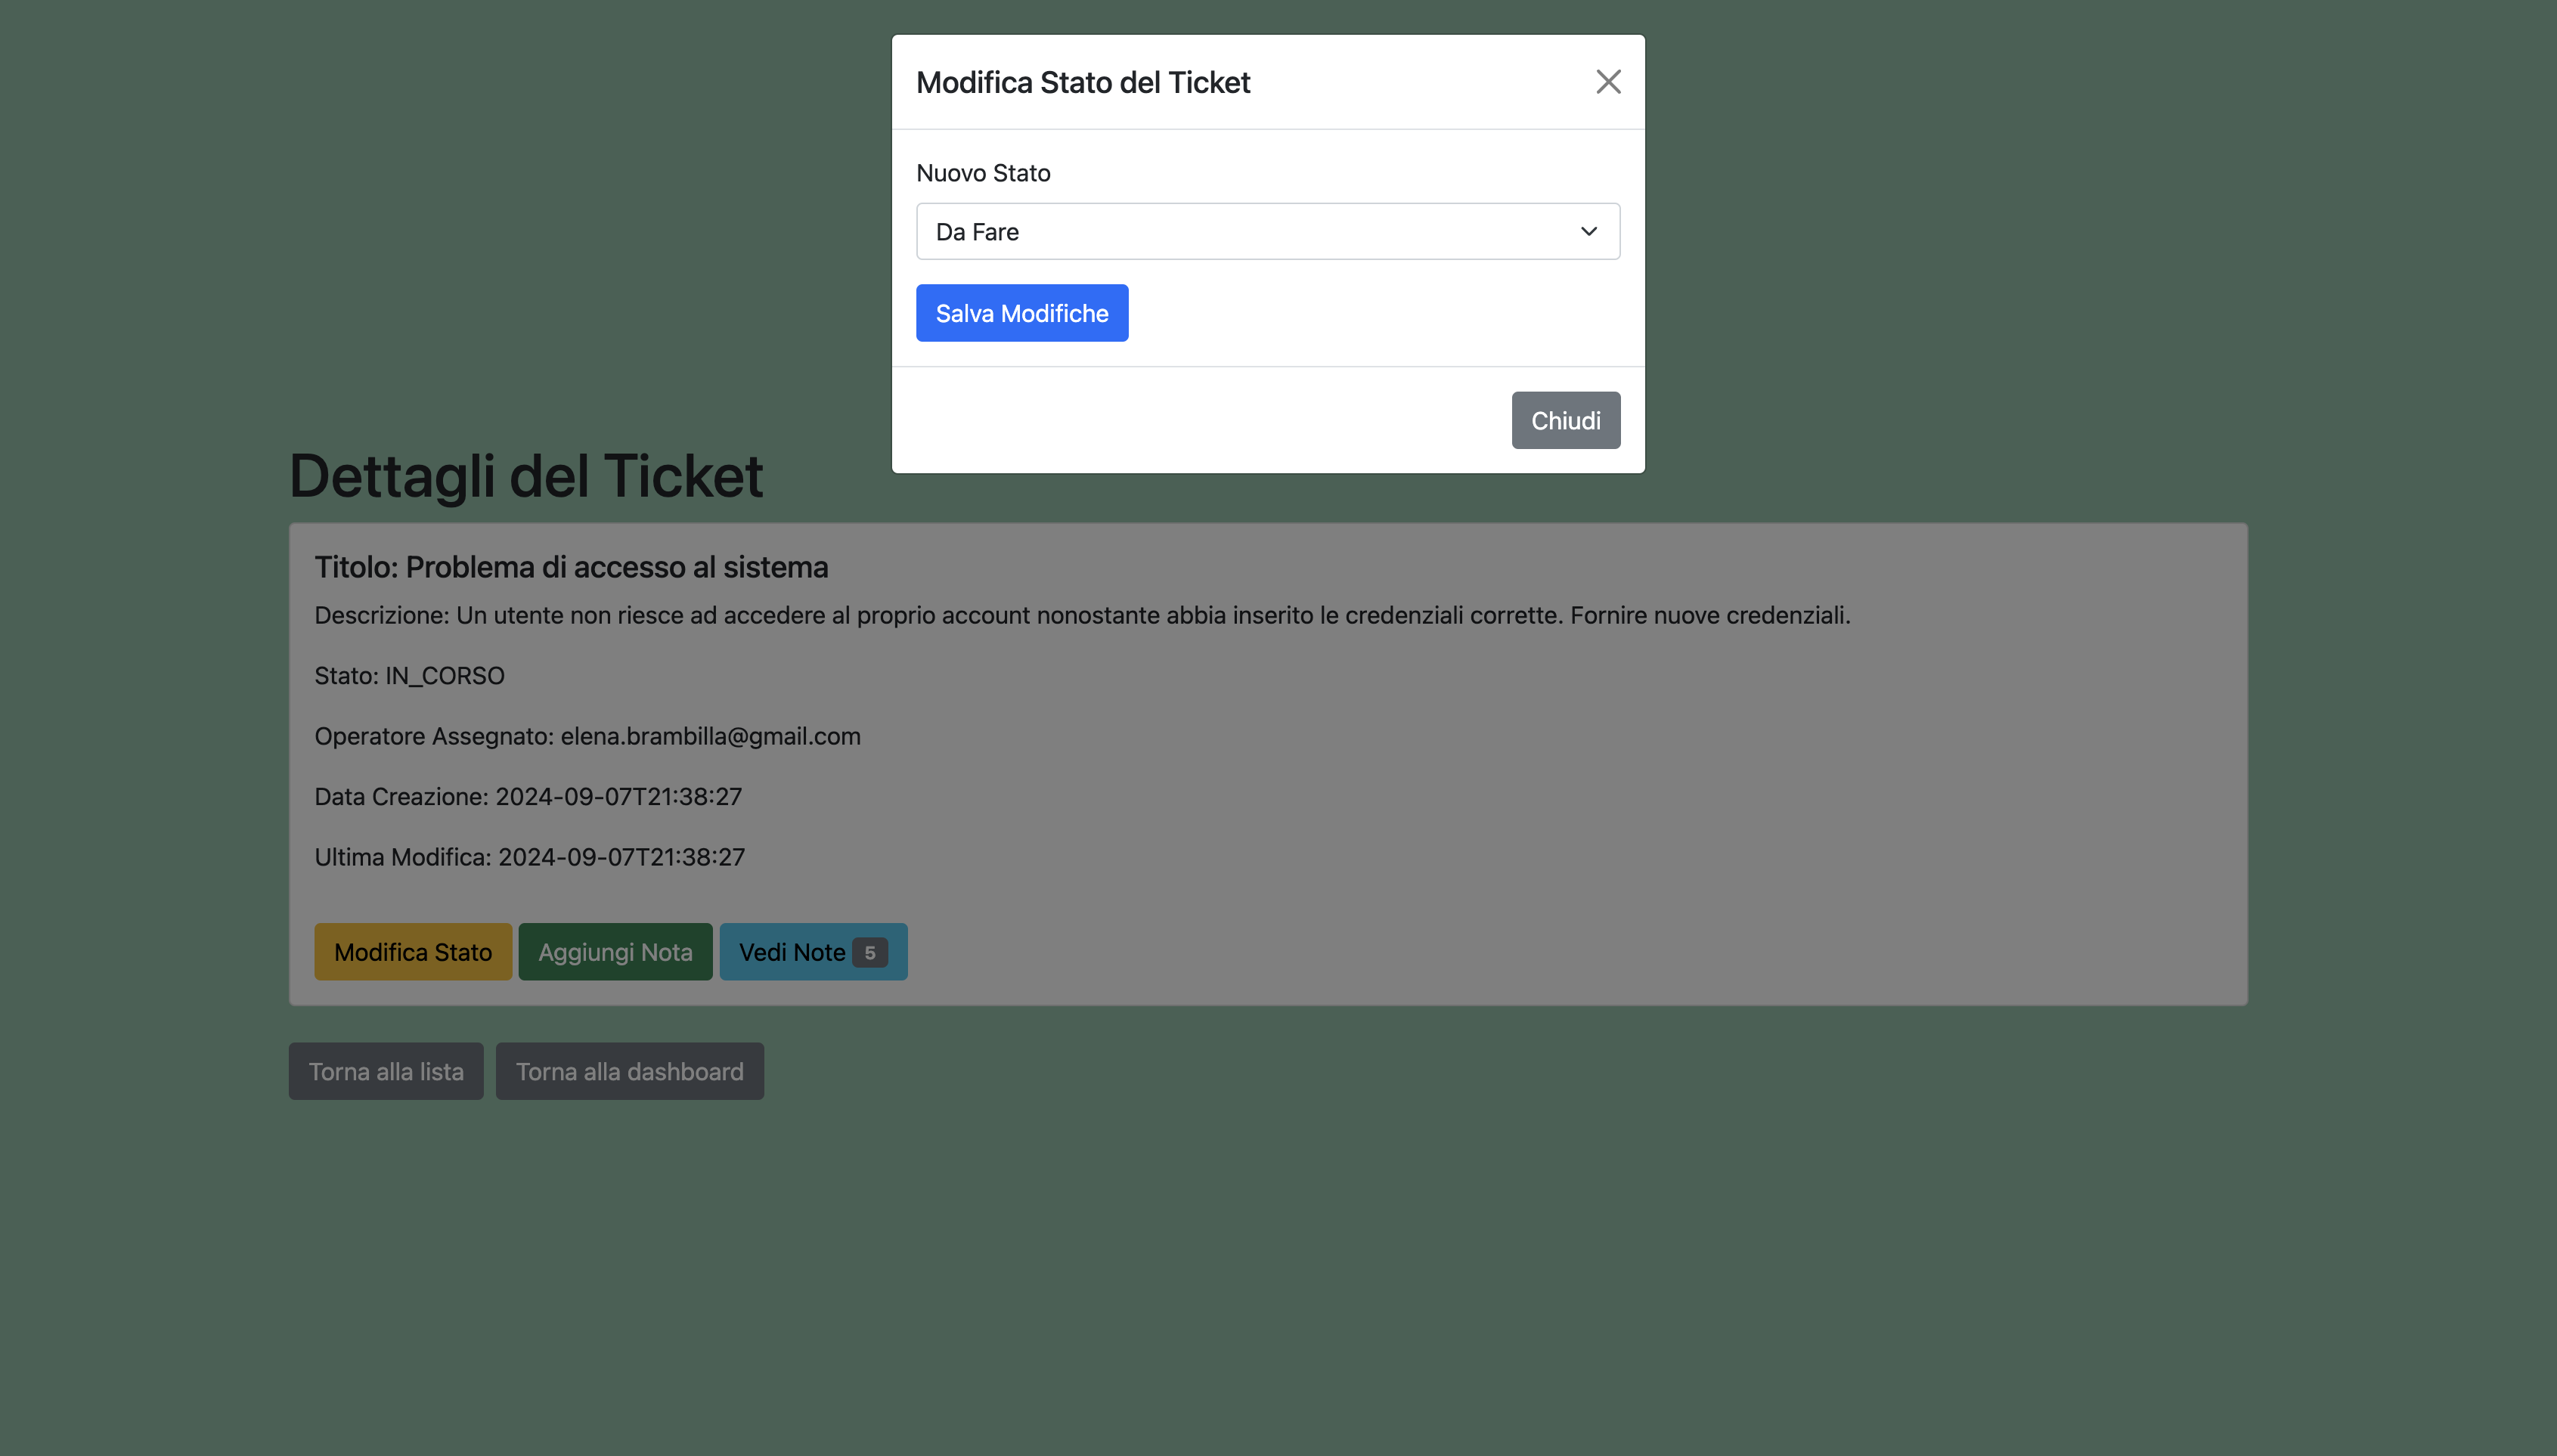 Modifica Stato del Ticket
Nuovo Stato
Da Fare
Salva Modifiche
Chiudi
Dettagli del Ticket
Titolo: Problema di accesso al sistema
Descrizione: Un utente non riesce ad accedere al proprio account nonostante abbia inserito le credenziali corrette. Fornire nuove credenziali.
Stato: IN_CORSO
Operatore Assegnato: elena.brambilla@gmail.com
Data Creazione: 2024-09-07T21:38:27
Ultima Modifica: 2024-09-07T21:38:27
Modifica Stato Aggiungi Nota Vedi Note 5
Torna alla lista Torna alla dashboard